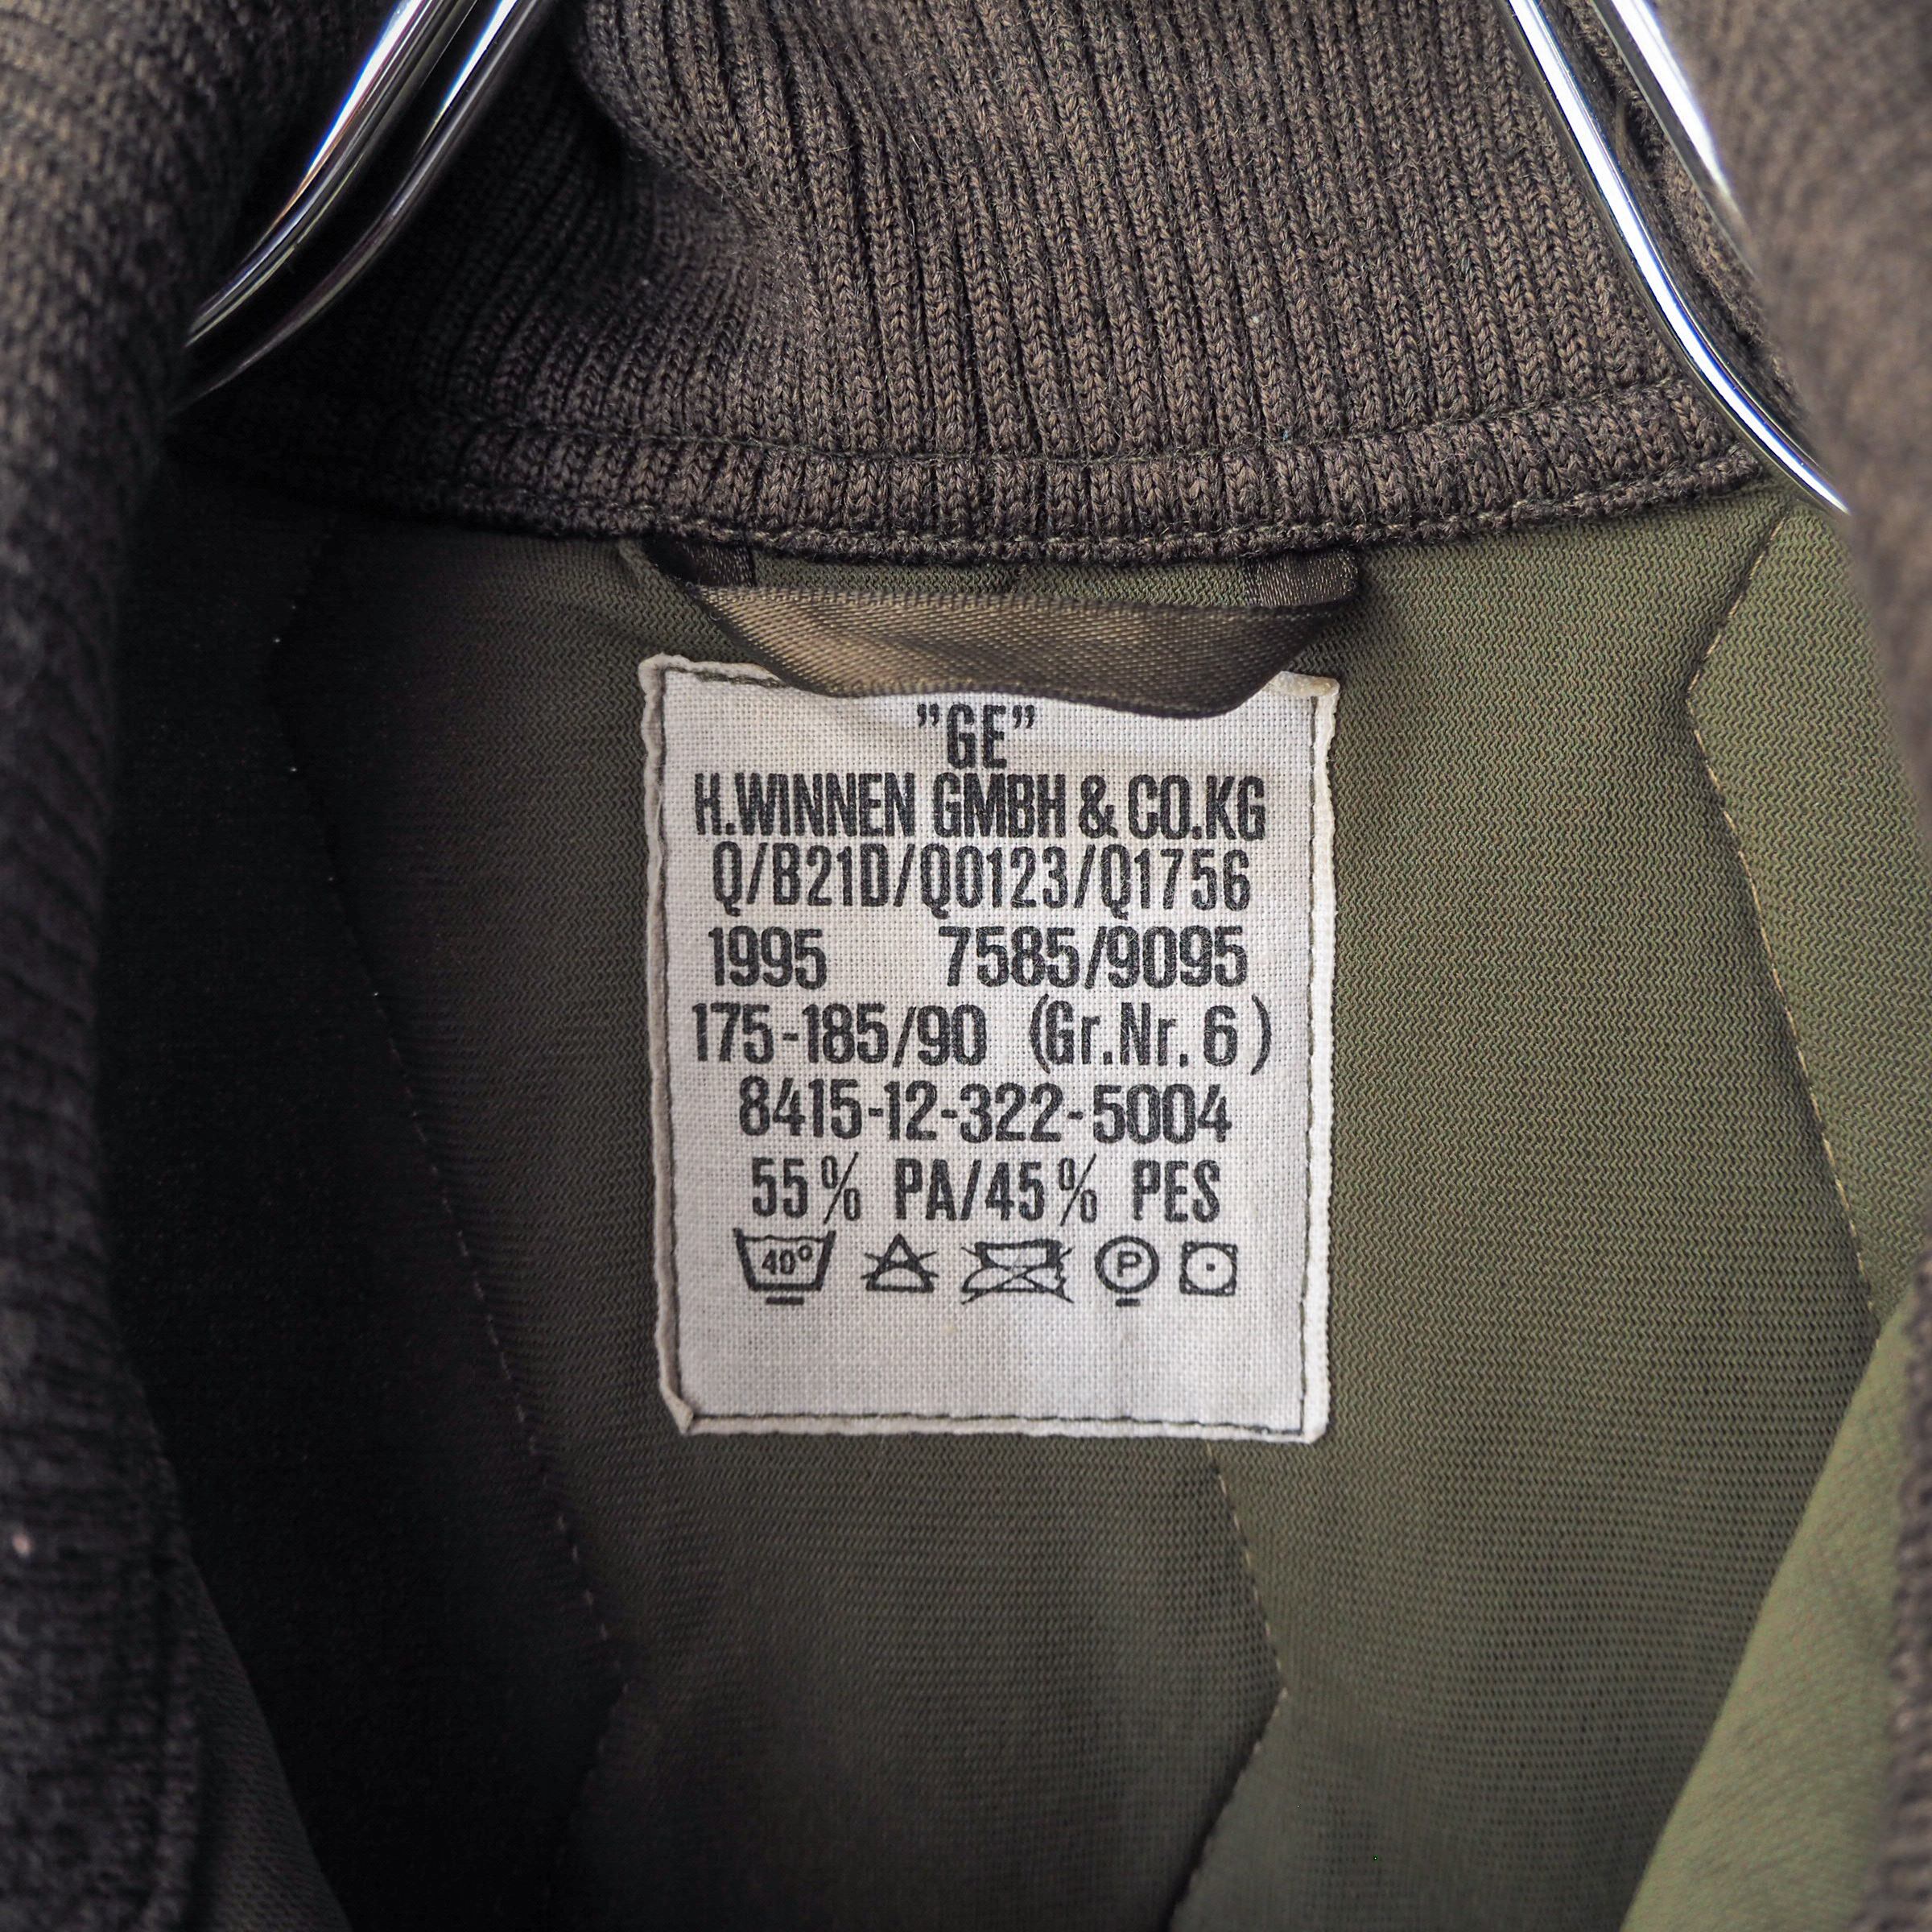 "GE"
H.WINNEN GMBH & CO.KG
Q/B21D/Q0123/Q1756
1995 7585/9095
175-185/90 (Gr.Nr. 6)
8415-12-322-5004
55% PA/45% PES
40° P